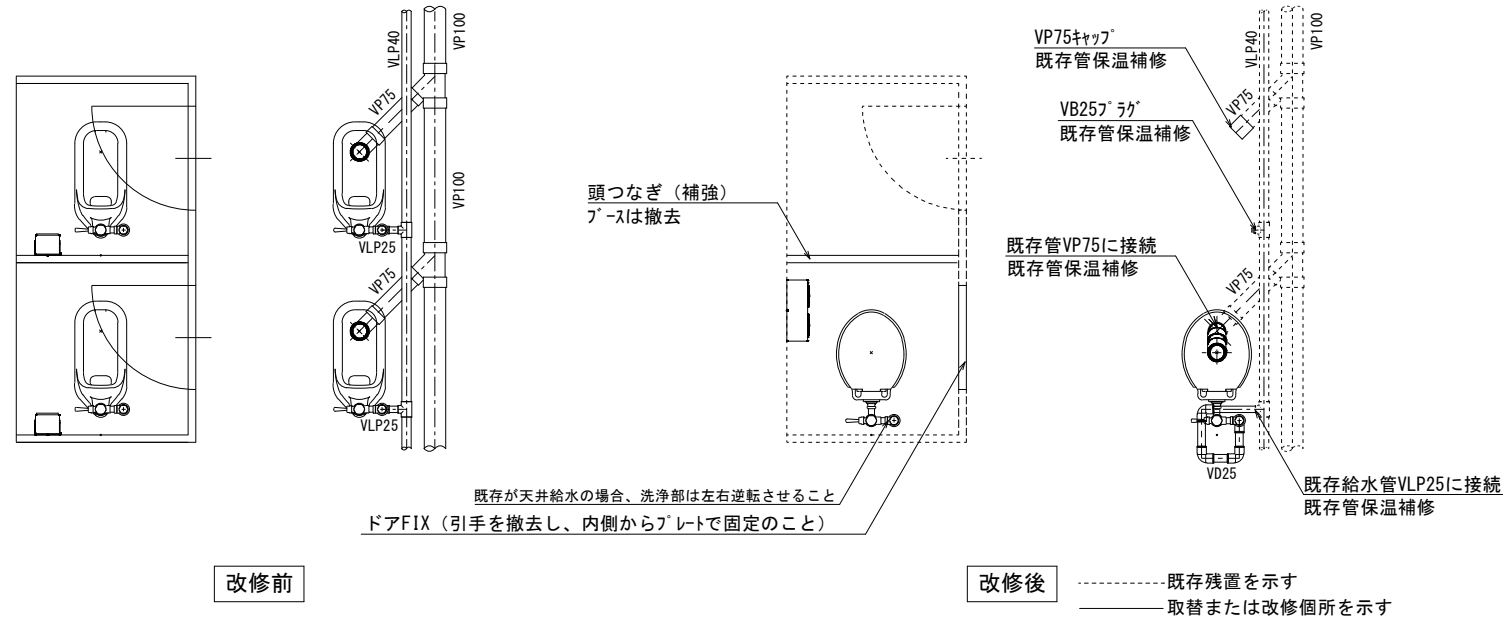 VLP40
VP100
VP75
VP100
VLP25
VP75
VLP25
改修前
頭つなぎ（補強）
ﾌﾞｰｽは撤去
既存が天井給水の場合、洗浄部は左右逆転させること
ドアFIX（引手を撤去し、内側からﾌﾟﾚｰﾄで固定のこと）
VP75ｷｬｯﾌﾟ
既存管保温補修
VLP40
VP100
VP75
VB25ﾌﾟﾗｸﾞ
既存管保温補修
既存管VP75に接続
既存管保温補修
VP75
VD25
既存給水管VLP25に接続
既存管保温補修
改修後
既存残置を示す
取替または改修個所を示す